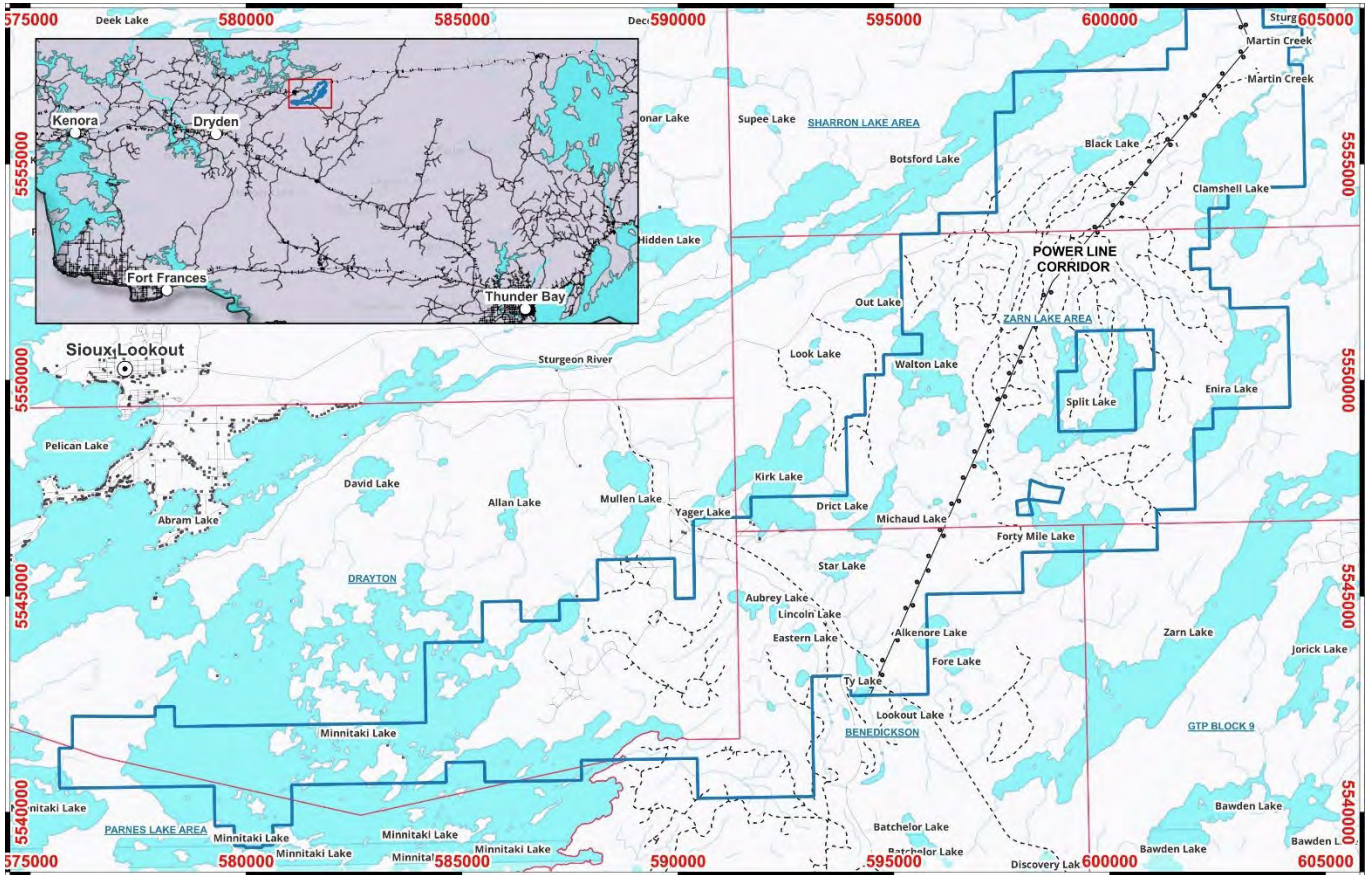 575000
580000
585000
590000
595000
600000
605000
Deek Lake
Sturg
Martin Creek
Martin Creek
Kenora
Dryden
Fort Frances
Thunder Bay
onar Lake
Supee Lake
SHARRON LAKE AREA
Botsford Lake
Black Lake
Clamshell Lake
5555000
5555000
Hidden Lake
POWER LINE
CORRIDOR
Out Lake
ZARN LAKE AREA
Sioux Lookout
Sturgeon River
Look Lake
Walton Lake
Enira Lake
5550000
5550000
Split Lake
Pelican Lake
David Lake
Allan Lake
Mullen Lake
Kirk Lake
Yager Lake
Drict Lake
Michaud Lake
Abram Lake
Forty Mile Lake
DRAYTON
Star Lake
5545000
5545000
Aubrey Lake
Lincoln Lake
Eastern Lake
Alkenore Lake
Zarn Lake
Fore Lake
Jorick Lake
Ty Lake
Lookout Lake
Minnitaki Lake
BENEDICKSON
GTP BLOCK 9
nnitaki Lake
5540000
5540000
PARNES LAKE AREA
Minnitaki Lake
Minnitaki Lake
Batchelor Lake
Bawden Lake
Minnitaki Lake
Minnital
Minnitaki Lake
Batchelor Lake
Bawden Lake
Bawden L
Discovery Lak
575000
580000
585000
590000
595000
600000
605000